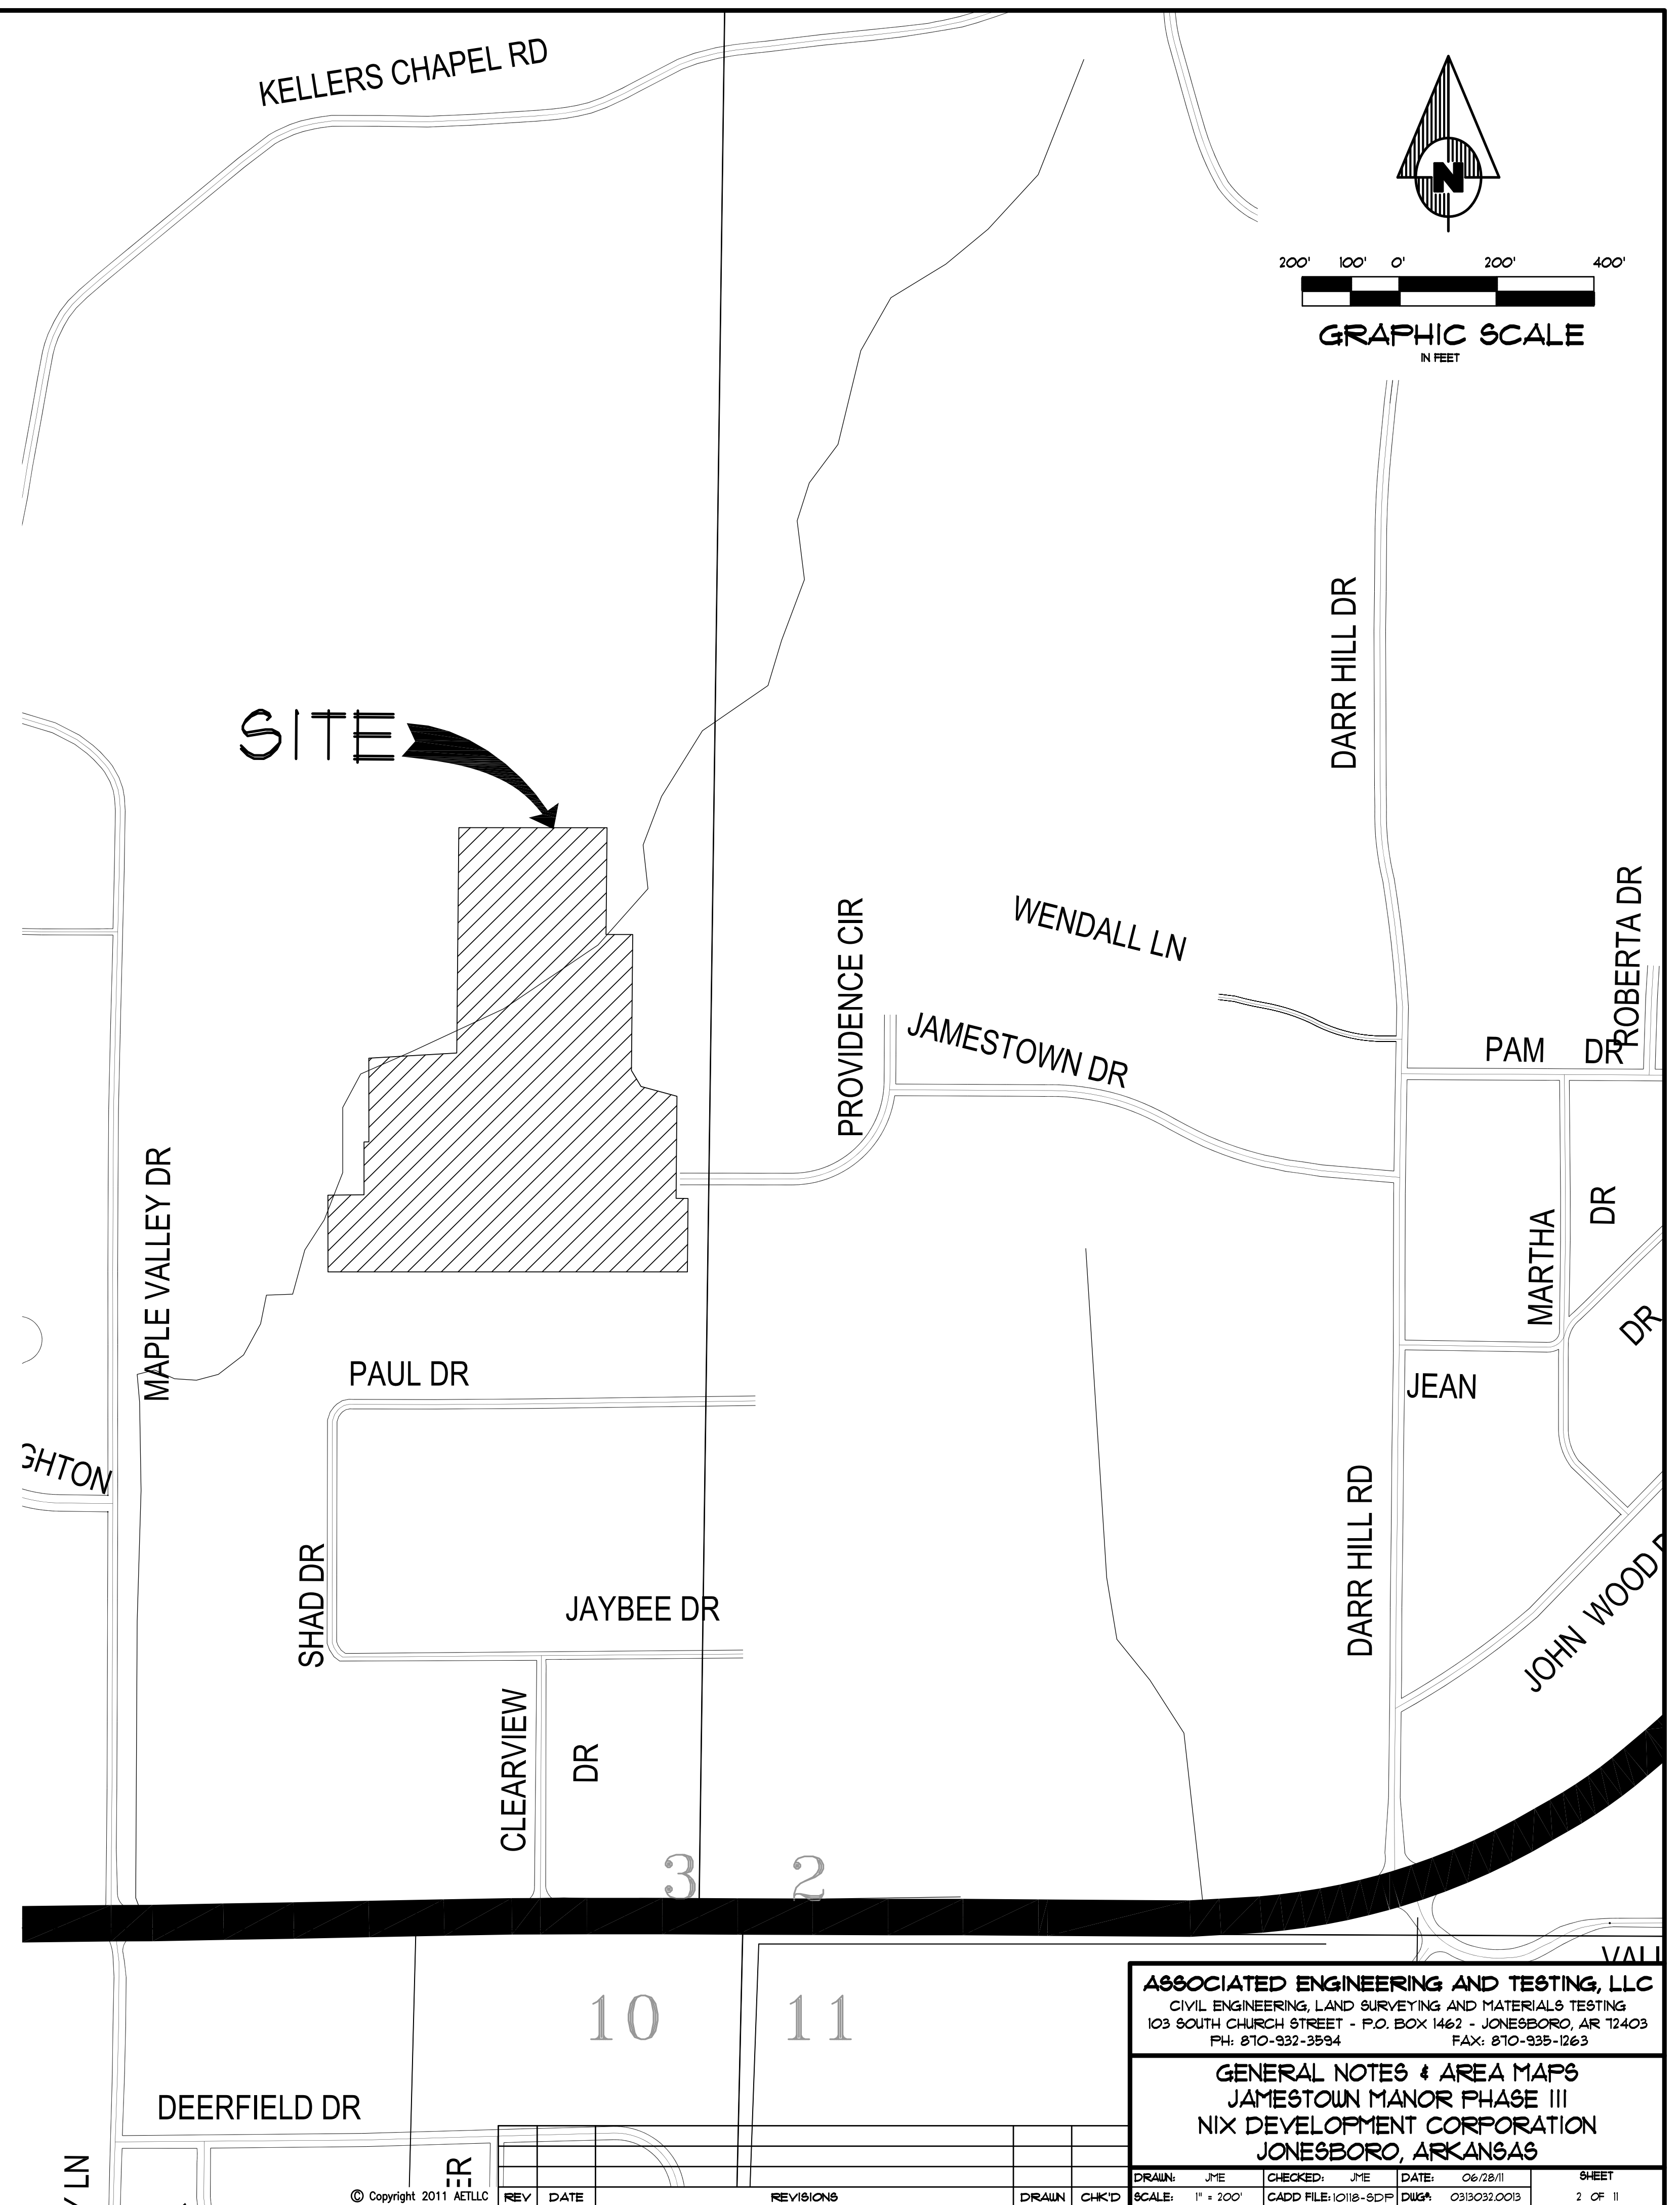 KELLERS CHAPEL RD
N
200' 100' 0' 200' 400'
GRAPHIC SCALE
IN FEET
DARR HILL DR
SITE
ROBERTA DR
WENDALL LN
PROVIDENCE CIR
JAMESTOWN DR
PAM DR
MAPLE VALLEY DR
MARTHA DR
DR
PAUL DR
JEAN
GHTON
DARR HILL RD
SHAD DR
JAYBEE DR
JOHN WOOD
CLEARVIEW DR
3 2
10 11
VALL
DEERFIELD DR
LN
ER
ASSOCIATED ENGINEERING AND TESTING, LLC
CIVIL ENGINEERING, LAND SURVEYING AND MATERIALS TESTING
103 SOUTH CHURCH STREET - P.O. BOX 1462 - JONESBORO, AR 72403
PH: 870-932-3594 FAX: 870-935-1263
GENERAL NOTES & AREA MAPS
JAMESTOWN MANOR PHASE III
NIX DEVELOPMENT CORPORATION
JONESBORO, ARKANSAS
DRAWN: JME CHECKED: JME DATE: 06/28/11 SHEET
SCALE: 1" = 200' CADD FILE: 10118-SDP DWG#: 0313032.0013 2 OF 11
© Copyright 2011 AETLLC
REV DATE REVISIONS DRAWN CHK'D